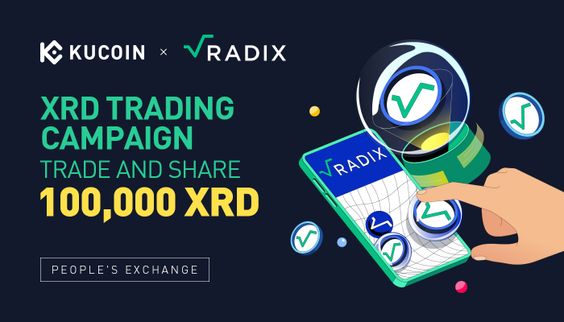 KUCOIN × RADIX
XRD TRADING
CAMPAIGN
TRADE AND SHARE
100,000 XRD
PEOPLE'S EXCHANGE
RADIX